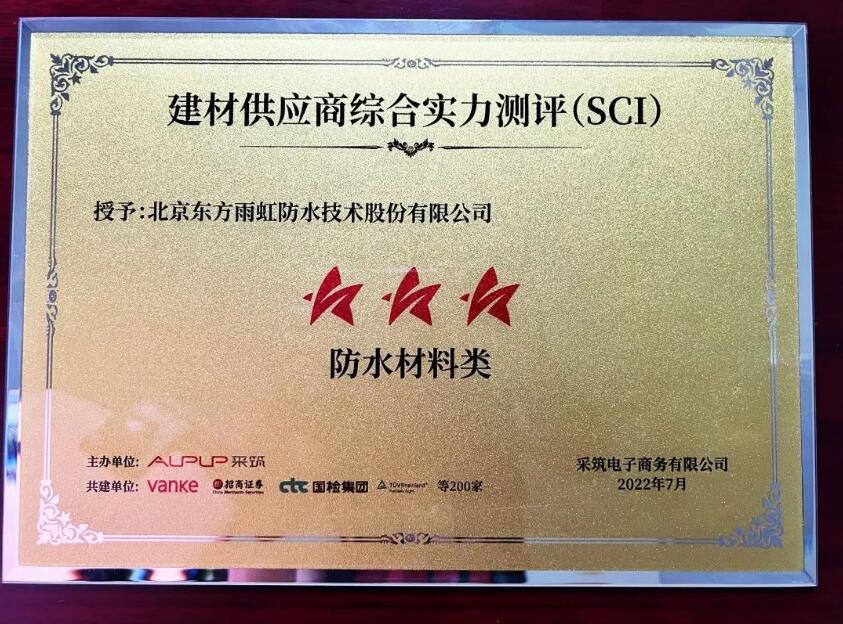 建材供应商综合实力测评（SCI）
授予：北京东方雨虹防水技术股份有限公司
防水材料类
主办单位： AUPUP 采筑
共建单位： vanke 招商证券 China Merchants Securities ctc 国检集团 TÜVRheinland 等200家
采筑电子商务有限公司
2022年7月